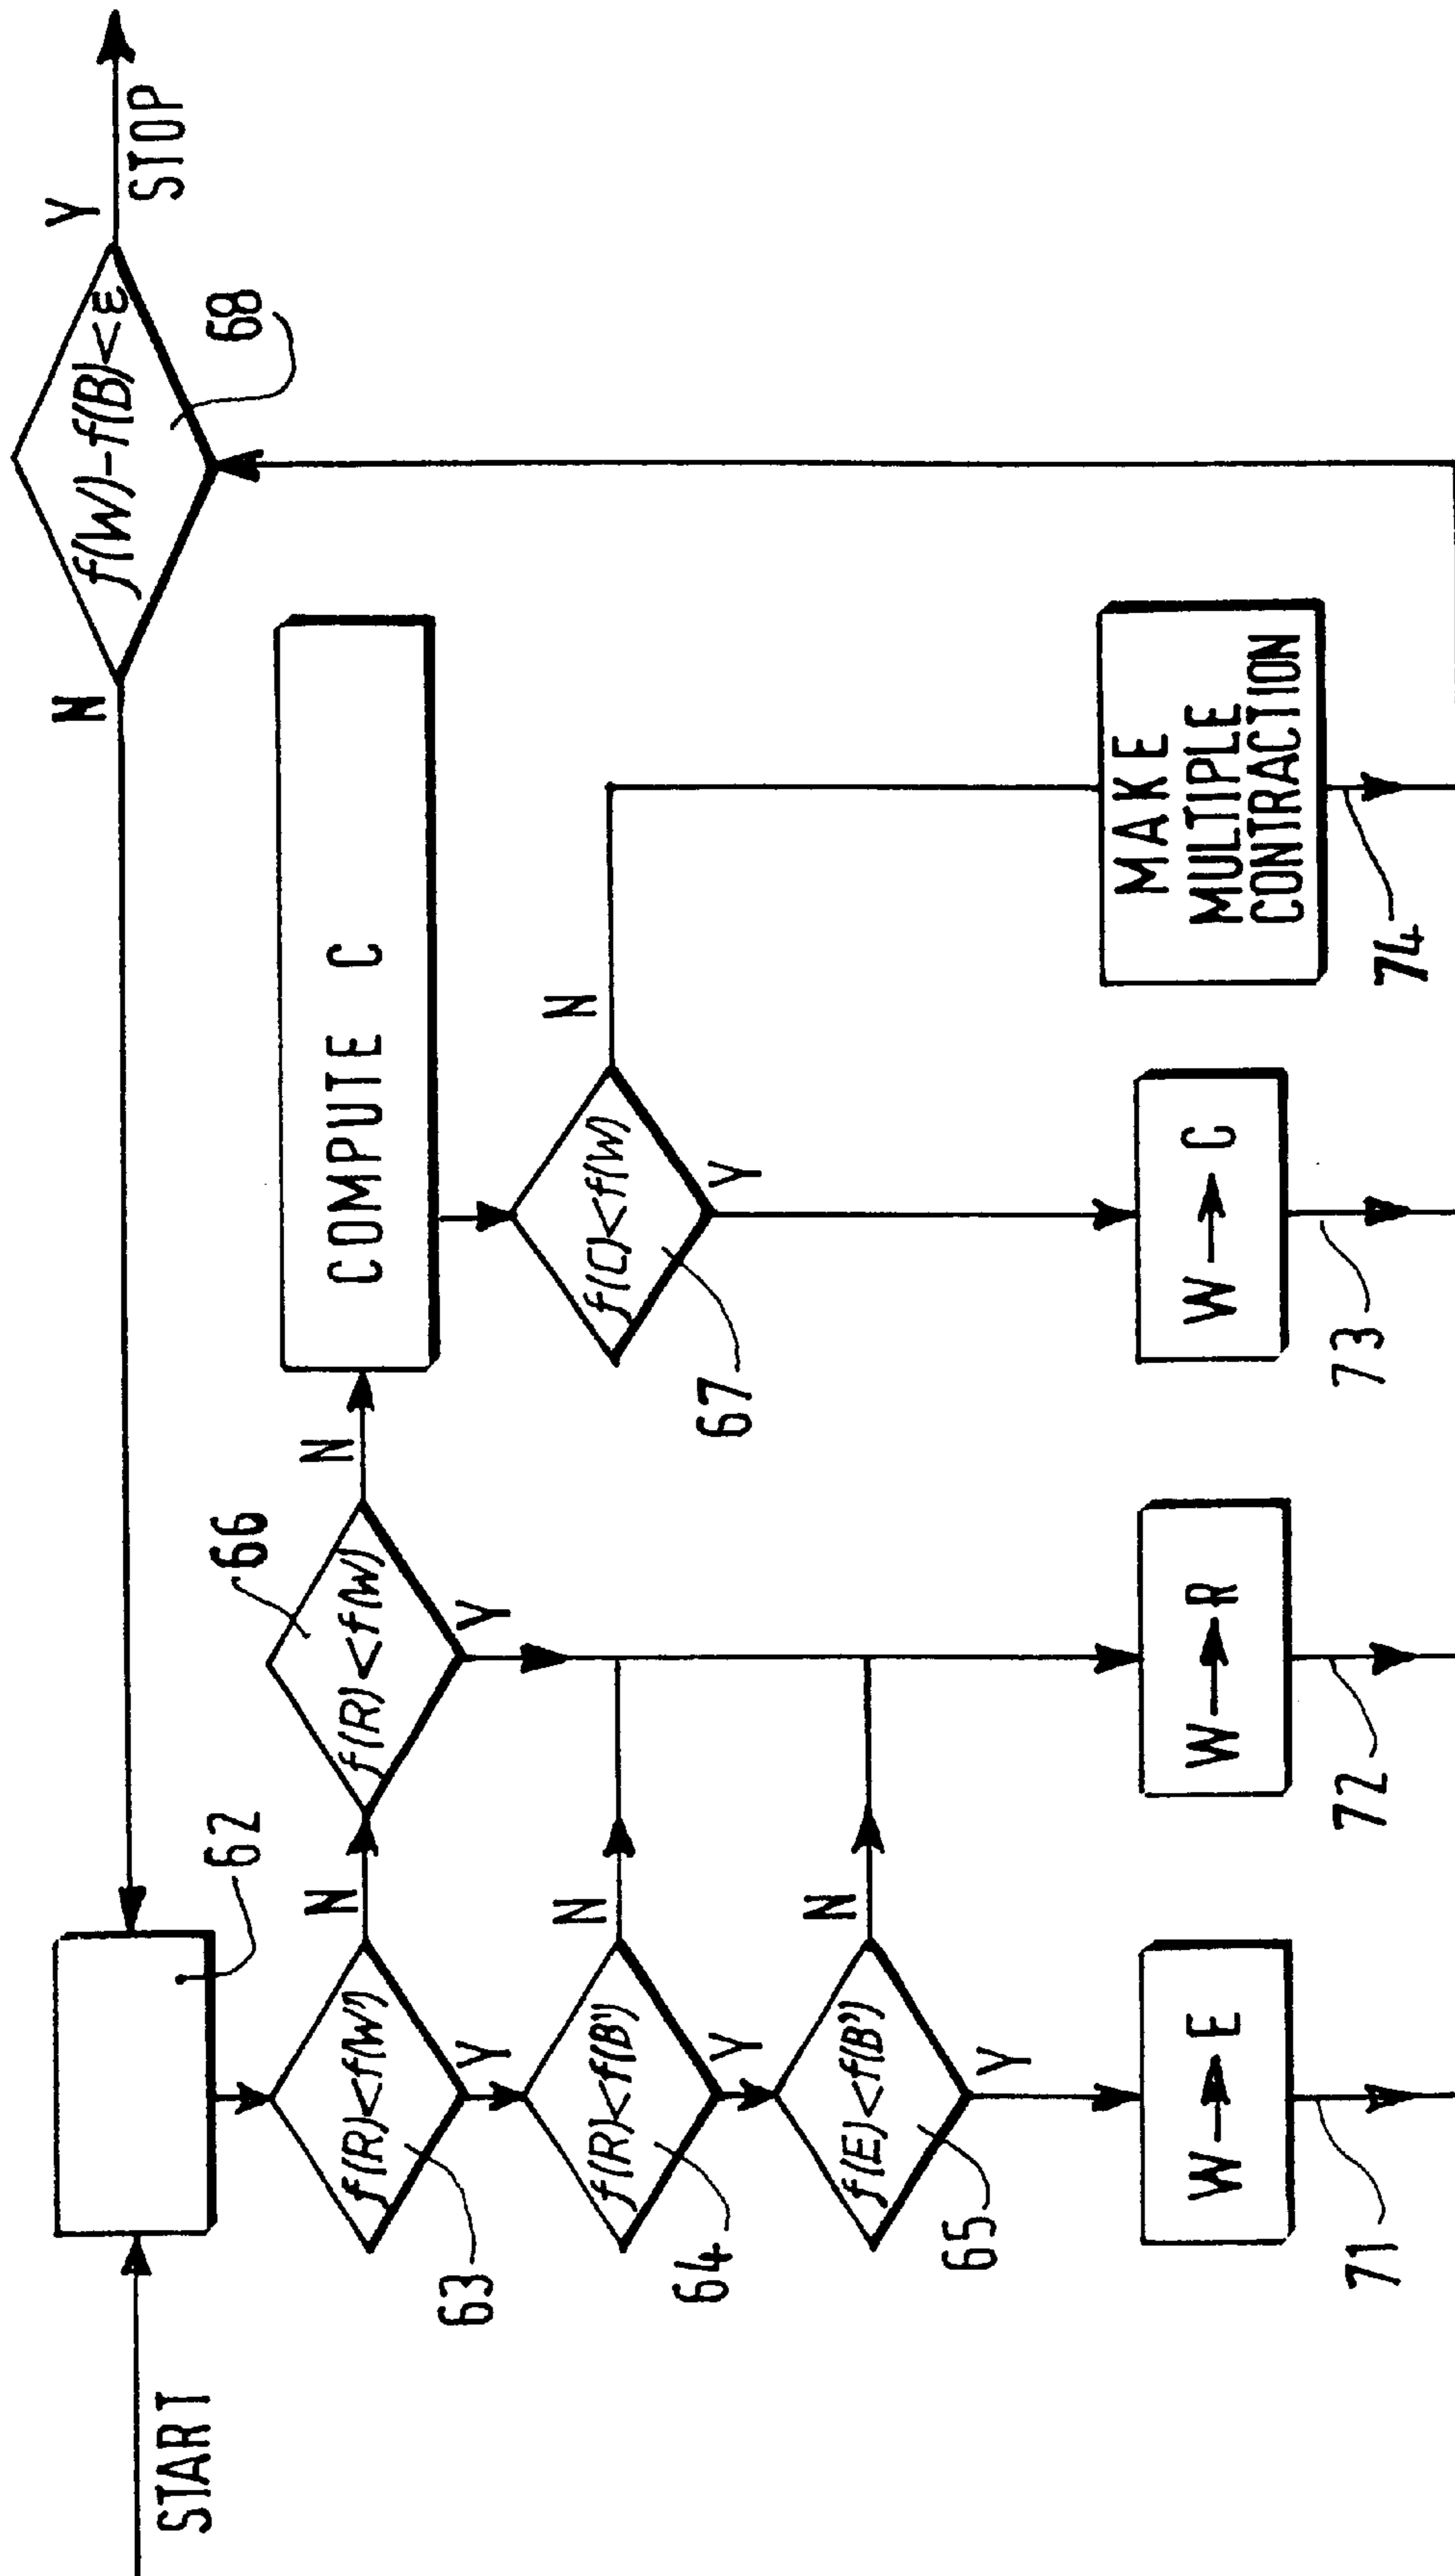 START
62
f(R)<f(W')
63
N
Y
f(R)<f(W)
66
N
Y
COMPUTE C
f(R)<f(B')
64
N
Y
f(C)<f(W)
67
N
Y
f(E)<f(B')
65
N
Y
W→E
71
W→R
72
W→C
73
MAKE
MULTIPLE
CONTRACTION
74
f(W)-f(B)<ε
68
N
Y
STOP